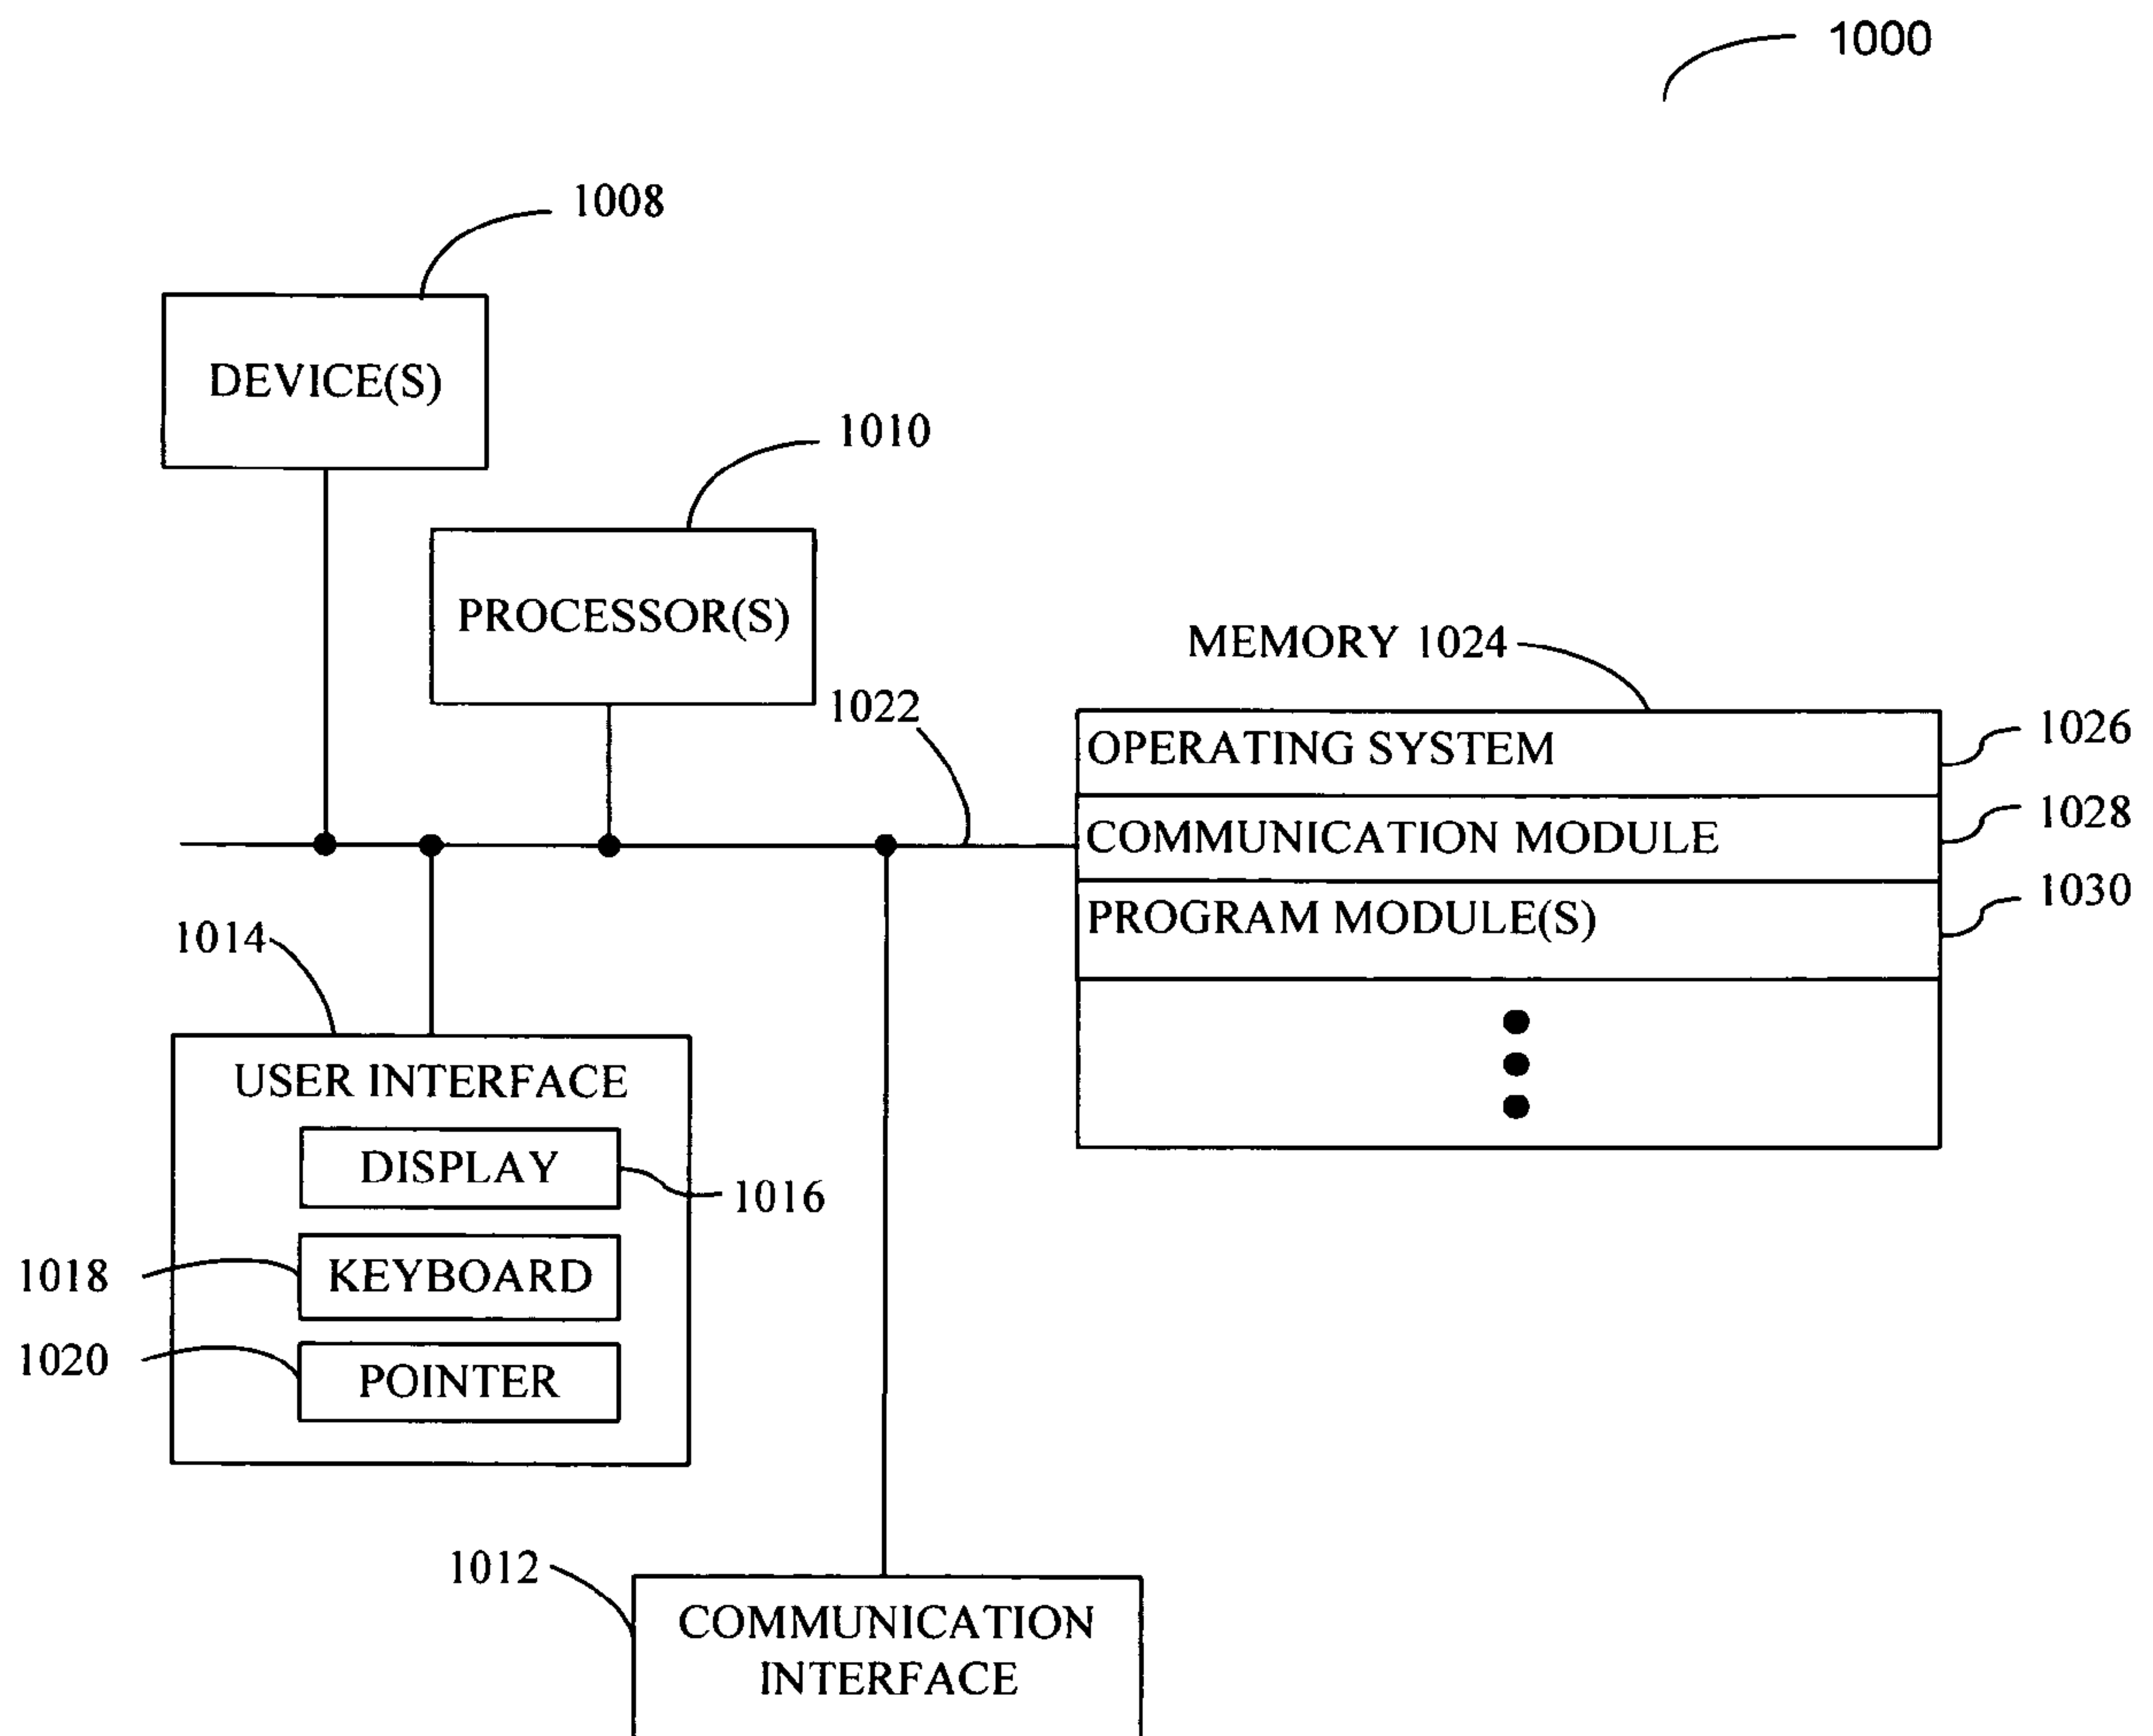 1000
1008
DEVICE(S)
1010
PROCESSOR(S)
MEMORY 1024
1022
OPERATING SYSTEM
1026
COMMUNICATION MODULE
1028
PROGRAM MODULE(S)
1030
1014
USER INTERFACE
DISPLAY
1016
1018
KEYBOARD
1020
POINTER
1012
COMMUNICATION
INTERFACE